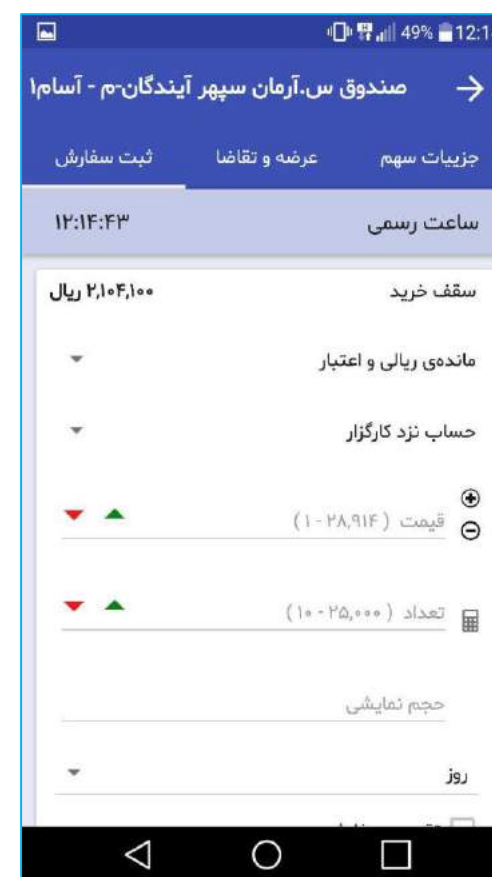 49% 12:1
صندوق س.آرمان سپهر آیندگان-م - آسام۱
جزییات سهم عرضه و تقاضا ثبت سفارش
ساعت رسمی ۱۲:۱۴:۴۳
سقف خرید ۲,۱۰۴,۱۰۰ ریال
مانده‌ی ریالی و اعتبار
حساب نزد کارگزار
قیمت ( ۲۸,۹۱۴ - ۱ )
تعداد ( ۲۵,۰۰۰ - ۱۰ )
حجم نمایشی
روز